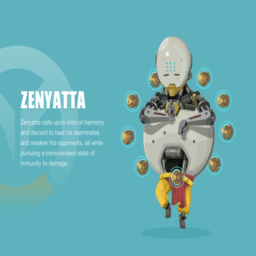 ZENYATTA
Zenyatta calls upon orbs of harmony
and discord to heal his teammates
and weaken his opponents, all while
pursuing a transcendent state of
immunity to damage.